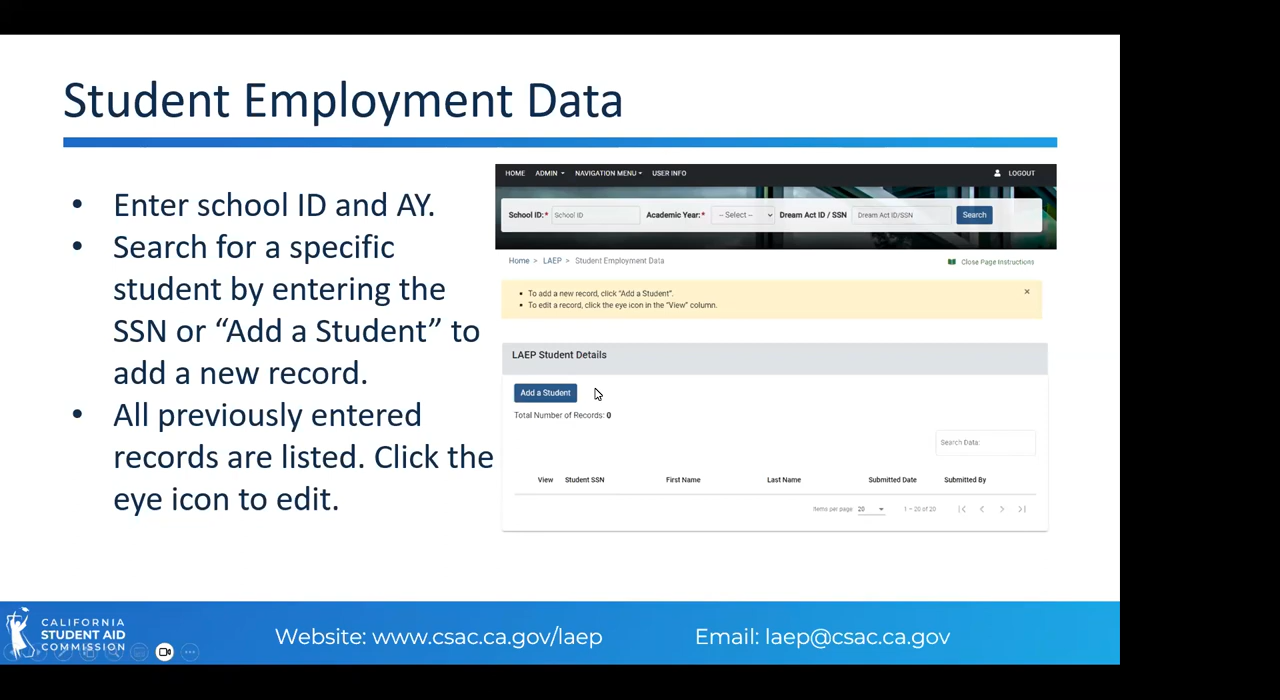 Student Employment Data
• Enter school ID and AY.
• Search for a specific
student by entering the
SSN or “Add a Student” to
add a new record.
• All previously entered
records are listed. Click the
eye icon to edit.
HOME ADMIN NAVIGATION MENU USER INFO LOGOUT
School ID:* School ID Academic Year:* -- Select -- Dream Act ID / SSN Dream Act ID/SSN Search
Home > LAEP > Student Employment Data Close Page Instructions
• To add a new record, click "Add a Student".
• To edit a record, click the eye icon in the "View" column.
×
LAEP Student Details
Add a Student
Total Number of Records: 0
Search Data:
View Student SSN First Name Last Name Submitted Date Submitted By
Items per page 20 1 – 20 of 20
CALIFORNIA
STUDENT AID
COMMISSION
Website: www.csac.ca.gov/laep Email: laep@csac.ca.gov